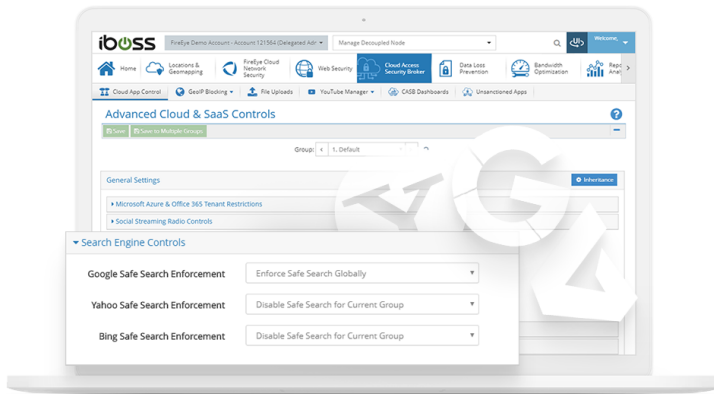 iboss
FireEye Demo Account - Account 121564 (Delegated Adr
Manage Decoupled Node
Welcome,
Home
Locations &
Geomapping
FireEye Cloud
Network
Security
Web Security
Cloud Access
Security Broker
Data Loss
Prevention
Bandwidth
Optimization
Repo
Analy
Cloud App Control
GeoIP Blocking
File Uploads
YouTube Manager
CASB Dashboards
Unsanctioned Apps
Advanced Cloud & SaaS Controls
?
Save
Save to Multiple Groups
Group:
1. Default
General Settings
Inheritance
Microsoft Azure & Office 365 Tenant Restrictions
Social Streaming Radio Controls
Search Engine Controls
Google Safe Search Enforcement
Enforce Safe Search Globally
Yahoo Safe Search Enforcement
Disable Safe Search for Current Group
Bing Safe Search Enforcement
Disable Safe Search for Current Group